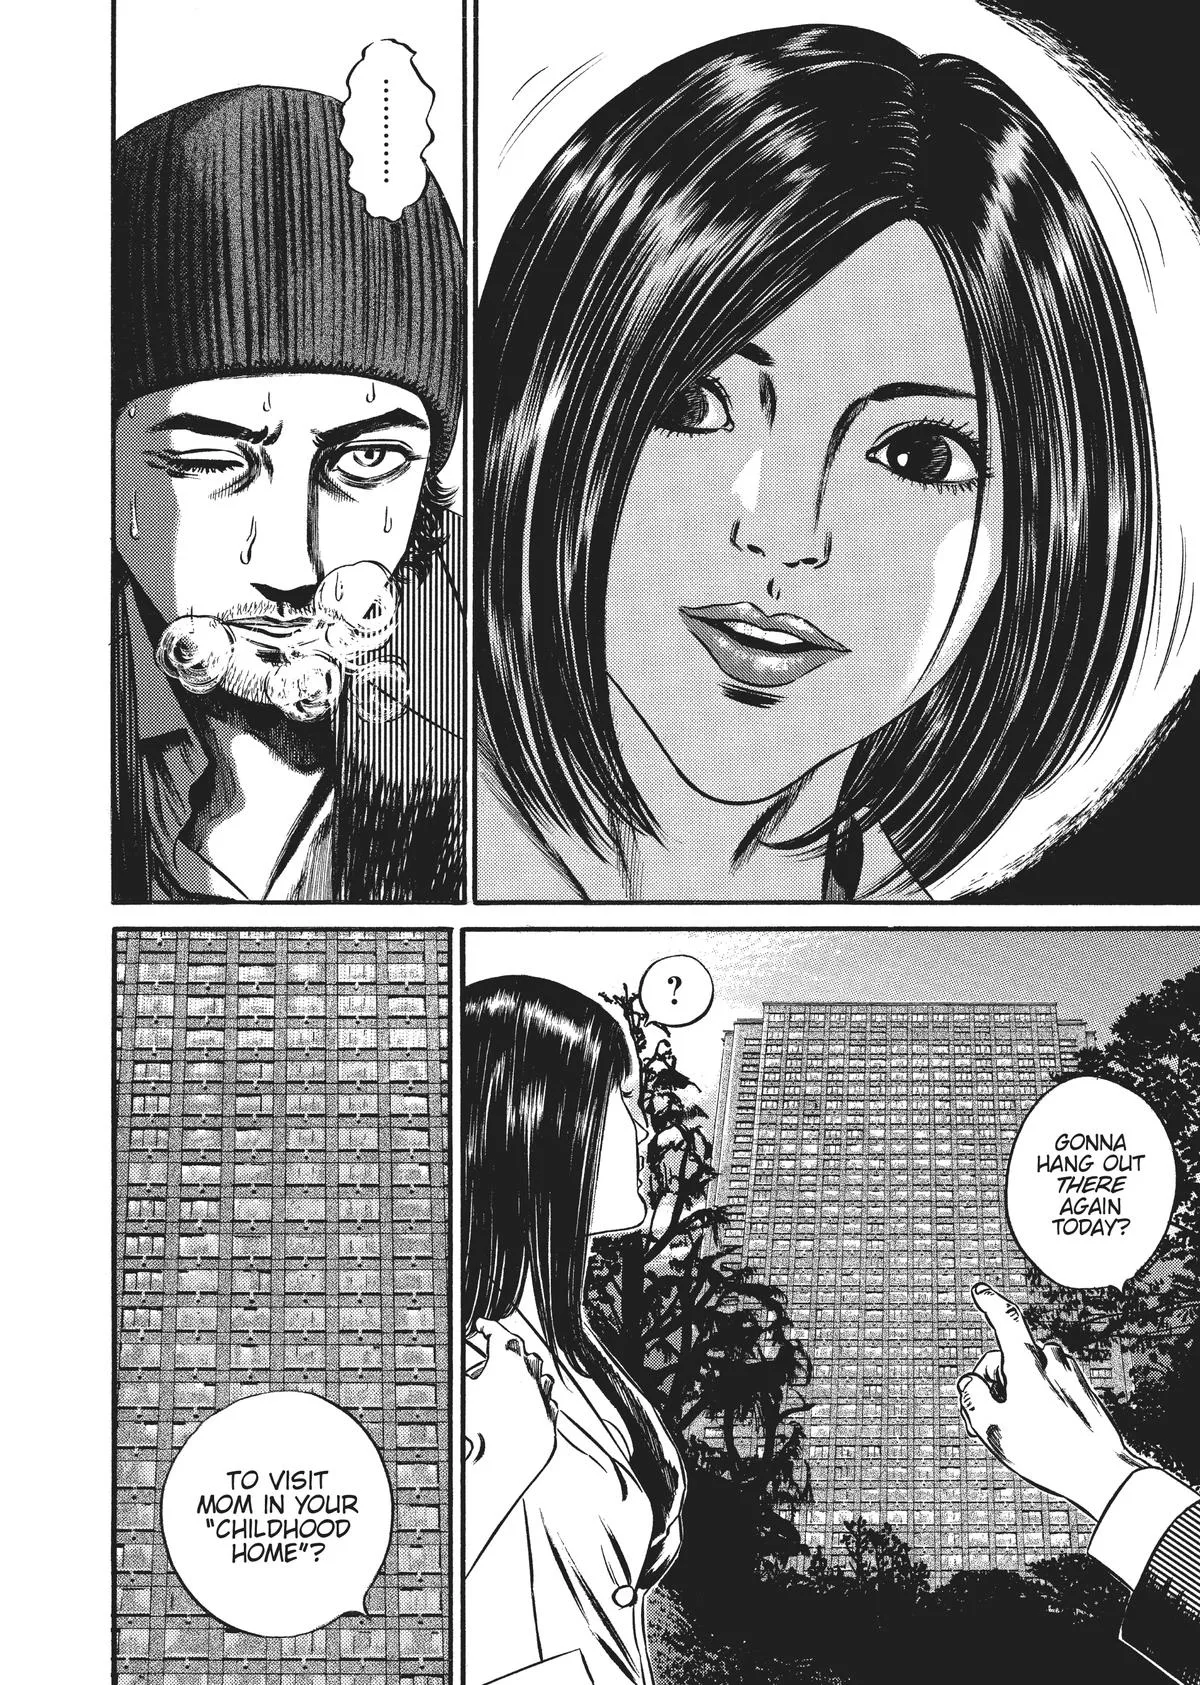 .........
?
GONNA
HANG OUT
THERE
AGAIN
TODAY?
TO VISIT
MOM IN YOUR
"CHILDHOOD
HOME"?